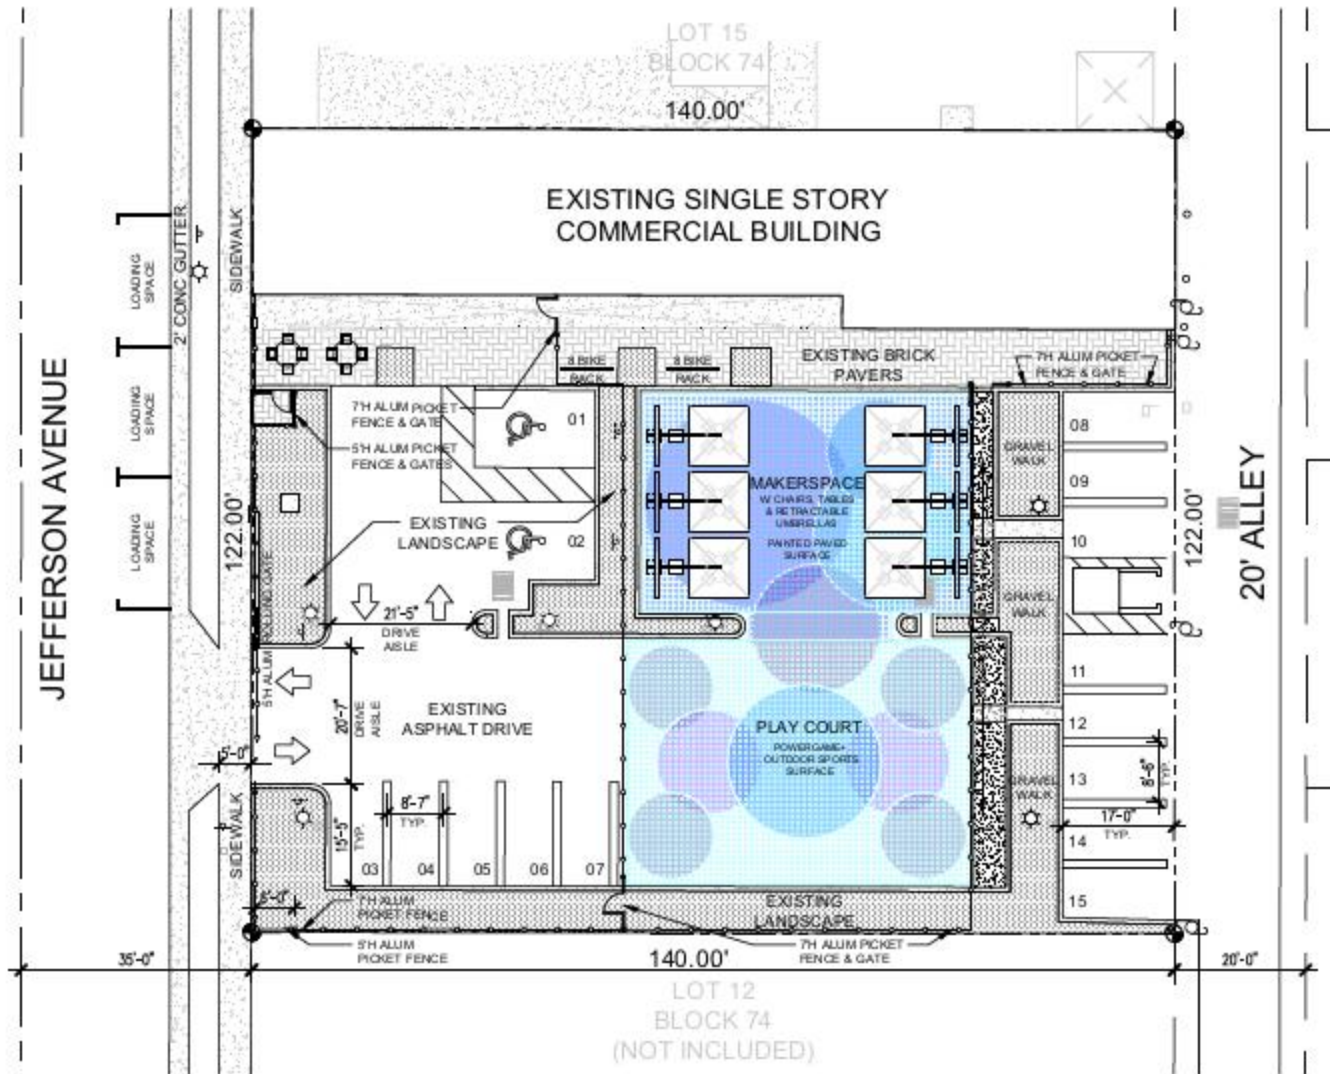 LOT 15
BLOCK 74
140.00'
EXISTING SINGLE STORY
COMMERCIAL BUILDING
JEFFERSON AVENUE
LOADING
SPACE
LOADING
SPACE
LOADING
SPACE
2' CONC GUTTER
SIDEWALK
122.00'
8 BIKE
RACK
8 BIKE
RACK
EXISTING BRICK
PAVERS
7H ALUM PICKET
FENCE & GATE
7'H ALUM PICKET
FENCE & GATE
5'H ALUM PICKET
FENCE & GATES
01
02
EXISTING
LANDSCAPE
MAKERSPACE
W/ CHAIRS, TABLES
& RETRACTABLE
UMBRELLAS
PAINTED PAVED
SURFACE
GRAVEL
WALK
GRAVEL
WALK
GRAVEL
WALK
08
09
10
11
12
13
14
15
122.00'
20' ALLEY
21'-5"
DRIVE
AISLE
5'H ALUM ROLLING GATE
20'-7"
DRIVE
AISLE
EXISTING
ASPHALT DRIVE
PLAY COURT
POWERGAME+
OUTDOOR SPORTS
SURFACE
5'-0"
SIDEWALK
15'-5"
TYP.
8'-7"
TYP.
03
04
05
06
07
8'-6"
TYP.
17'-0"
TYP.
7'H ALUM
PICKET FENCE
5'H ALUM
PICKET FENCE
EXISTING
LANDSCAPE
7H ALUM PICKET
FENCE & GATE
35'-0"
140.00'
20'-0"
LOT 12
BLOCK 74
(NOT INCLUDED)